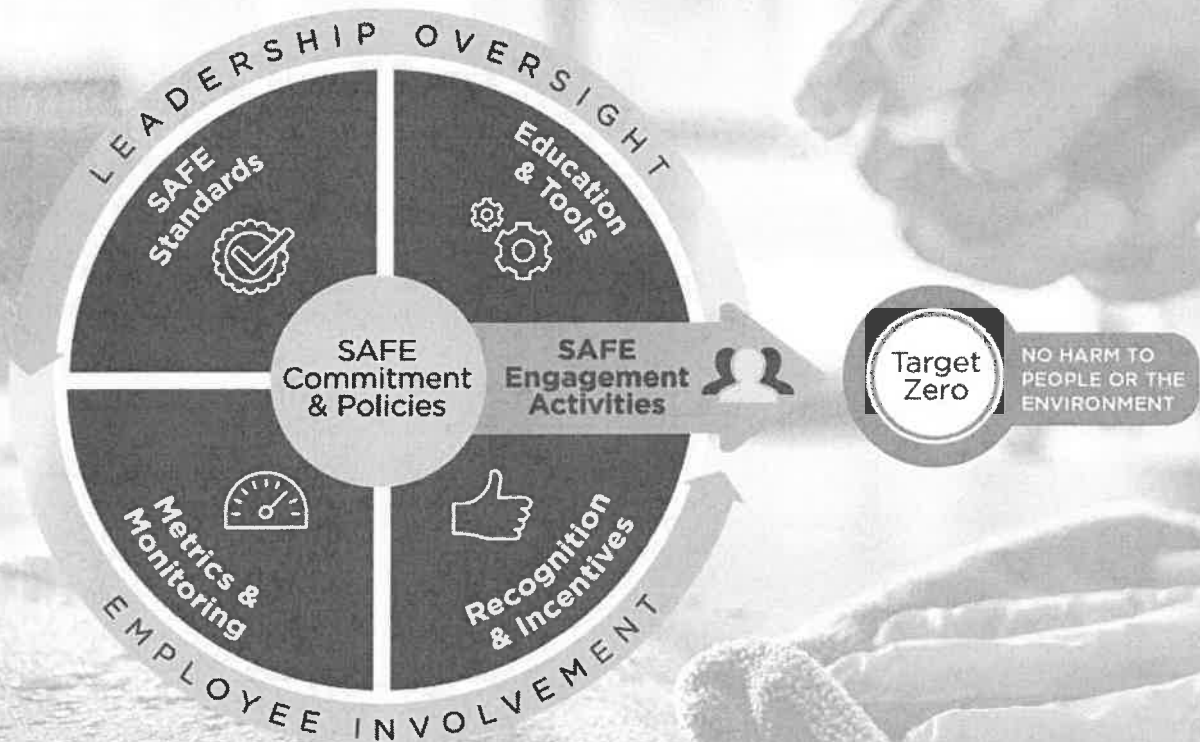 LEADERSHIP OVERSIGHT
SAFE
Standards
Education
& Tools
SAFE
Commitment
& Policies
SAFE
Engagement
Activities
Target
Zero
NO HARM TO
PEOPLE OR THE
ENVIRONMENT
Metrics &
Monitoring
Recognition
& Incentives
EMPLOYEE INVOLVEMENT